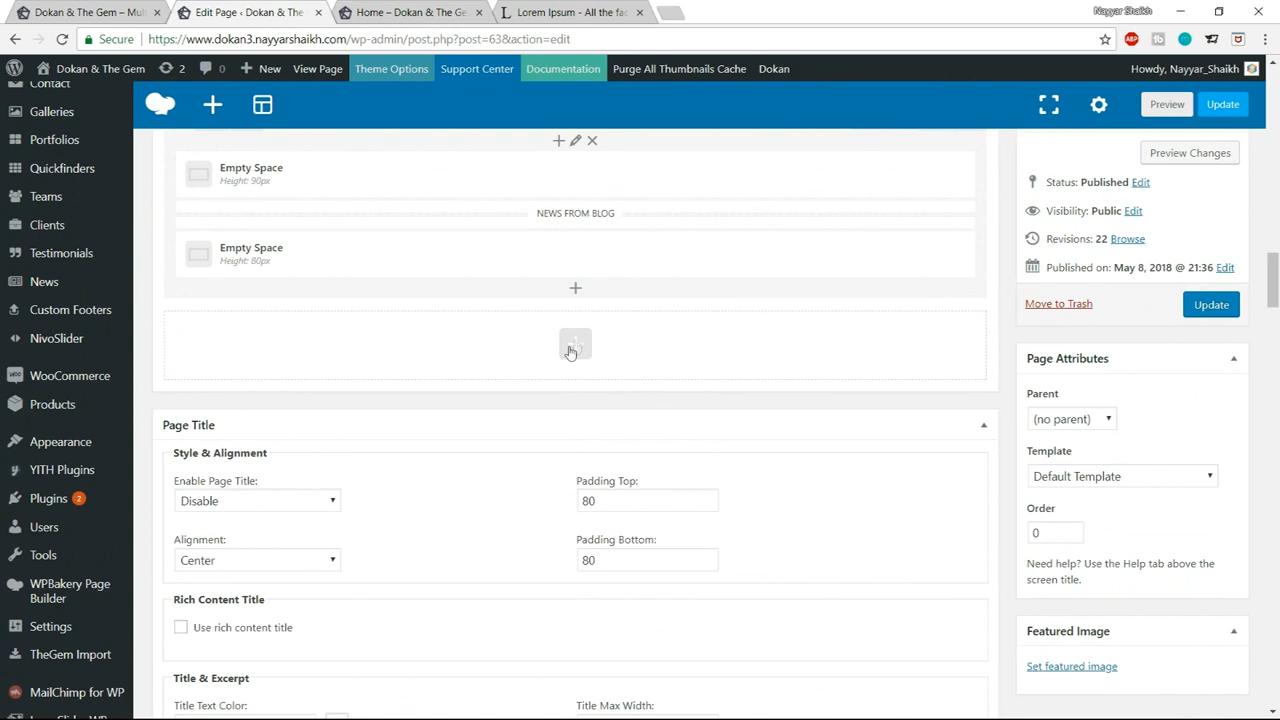 Dokan & The Gem – Mul
Edit Page ‹ Dokan & The
Home – Dokan & The Ge
Lorem Ipsum - All the fac
Nayyar Shaikh
Secure
https://www.dokan3.nayyarshaikh.com/wp-admin/post.php?post=63&action=edit
Dokan & The Gem
2
0
New
View Page
Theme Options
Support Center
Documentation
Purge All Thumbnails Cache
Dokan
Howdy, Nayyar_Shaikh
Contact
Galleries
Portfolios
Quickfinders
Teams
Clients
Testimonials
News
Custom Footers
NivoSlider
WooCommerce
Products
Appearance
YITH Plugins
Plugins 2
Users
Tools
WPBakery Page
Builder
Settings
TheGem Import
MailChimp for WP
Preview
Update
Empty Space
Height: 90px
NEWS FROM BLOG
Empty Space
Height: 80px
Page Title
Style & Alignment
Enable Page Title:
Disable
Padding Top:
80
Alignment:
Center
Padding Bottom:
80
Rich Content Title
Use rich content title
Title & Excerpt
Title Text Color:
Title Max Width:
Preview Changes
Status: Published Edit
Visibility: Public Edit
Revisions: 22 Browse
Published on: May 8, 2018 @ 21:36 Edit
Move to Trash
Update
Page Attributes
Parent
(no parent)
Template
Default Template
Order
0
Need help? Use the Help tab above the
screen title.
Featured Image
Set featured image